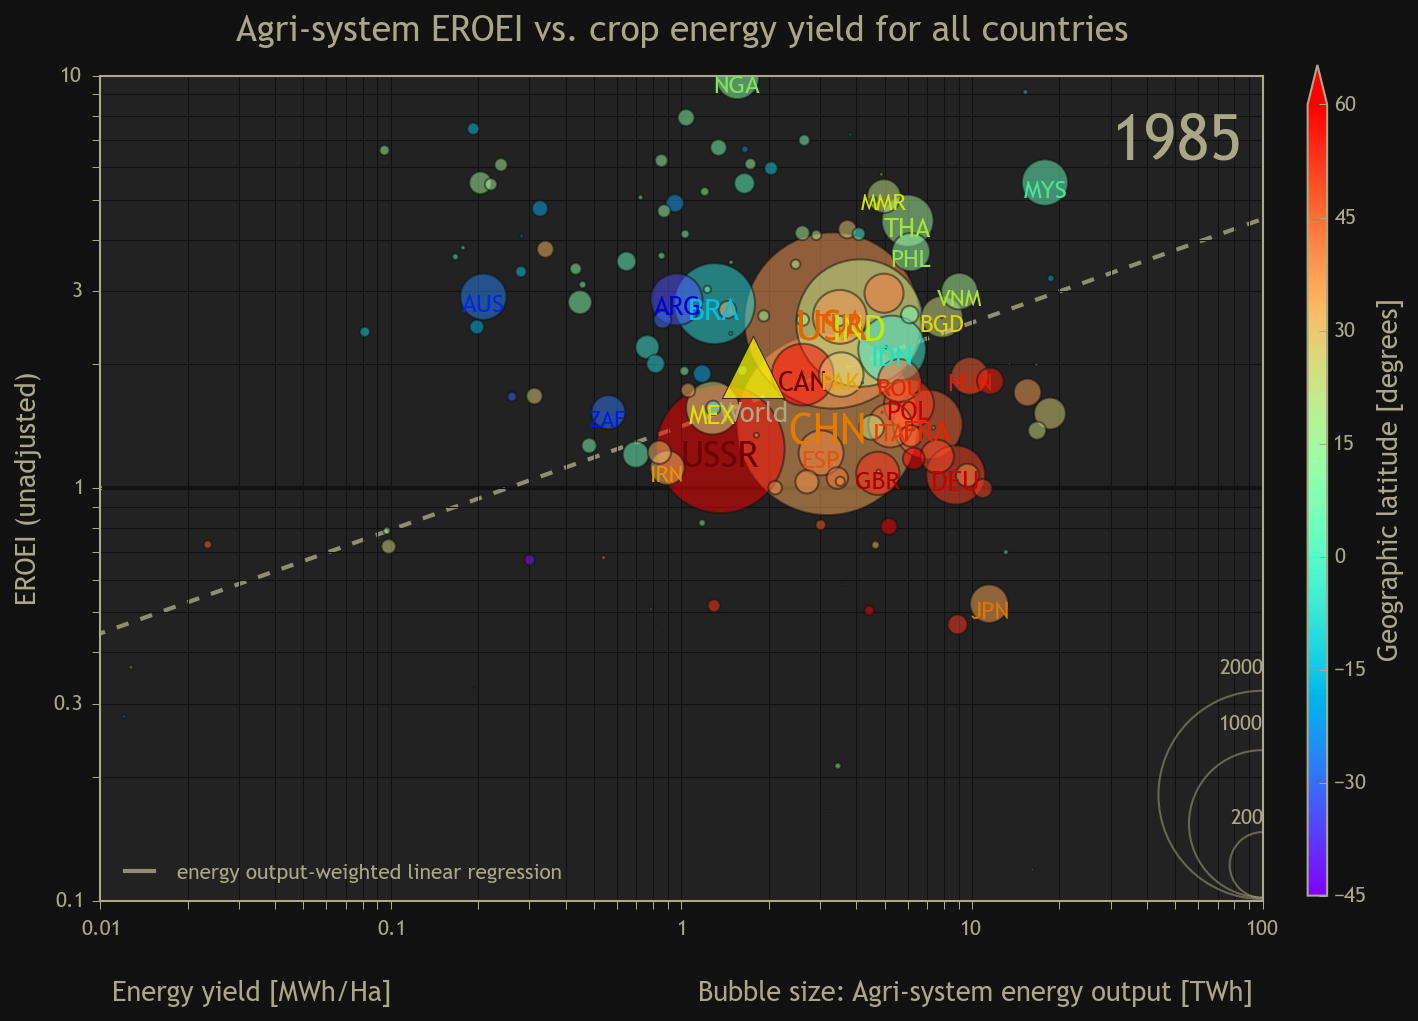 Agri-system EROEI vs. crop energy yield for all countries
1985
EROEI (unadjusted)
10
3
1
0.3
0.1
0.01
0.1
1
10
100
Energy yield [MWh/Ha]
Bubble size: Agri-system energy output [TWh]
energy output-weighted linear regression
NGA
MYS
MMR
THA
PHL
VNM
BGD
AUS
ARG
BRA
USA
IND
IDN
CAN
PAK
ROU
HUN
ZAF
MEX
World
POL
CHN
ITA
FRA
USSR
ESP
IRN
GBR
DEU
JPN
2000
1000
200
60
45
30
15
0
−15
−30
−45
Geographic latitude [degrees]